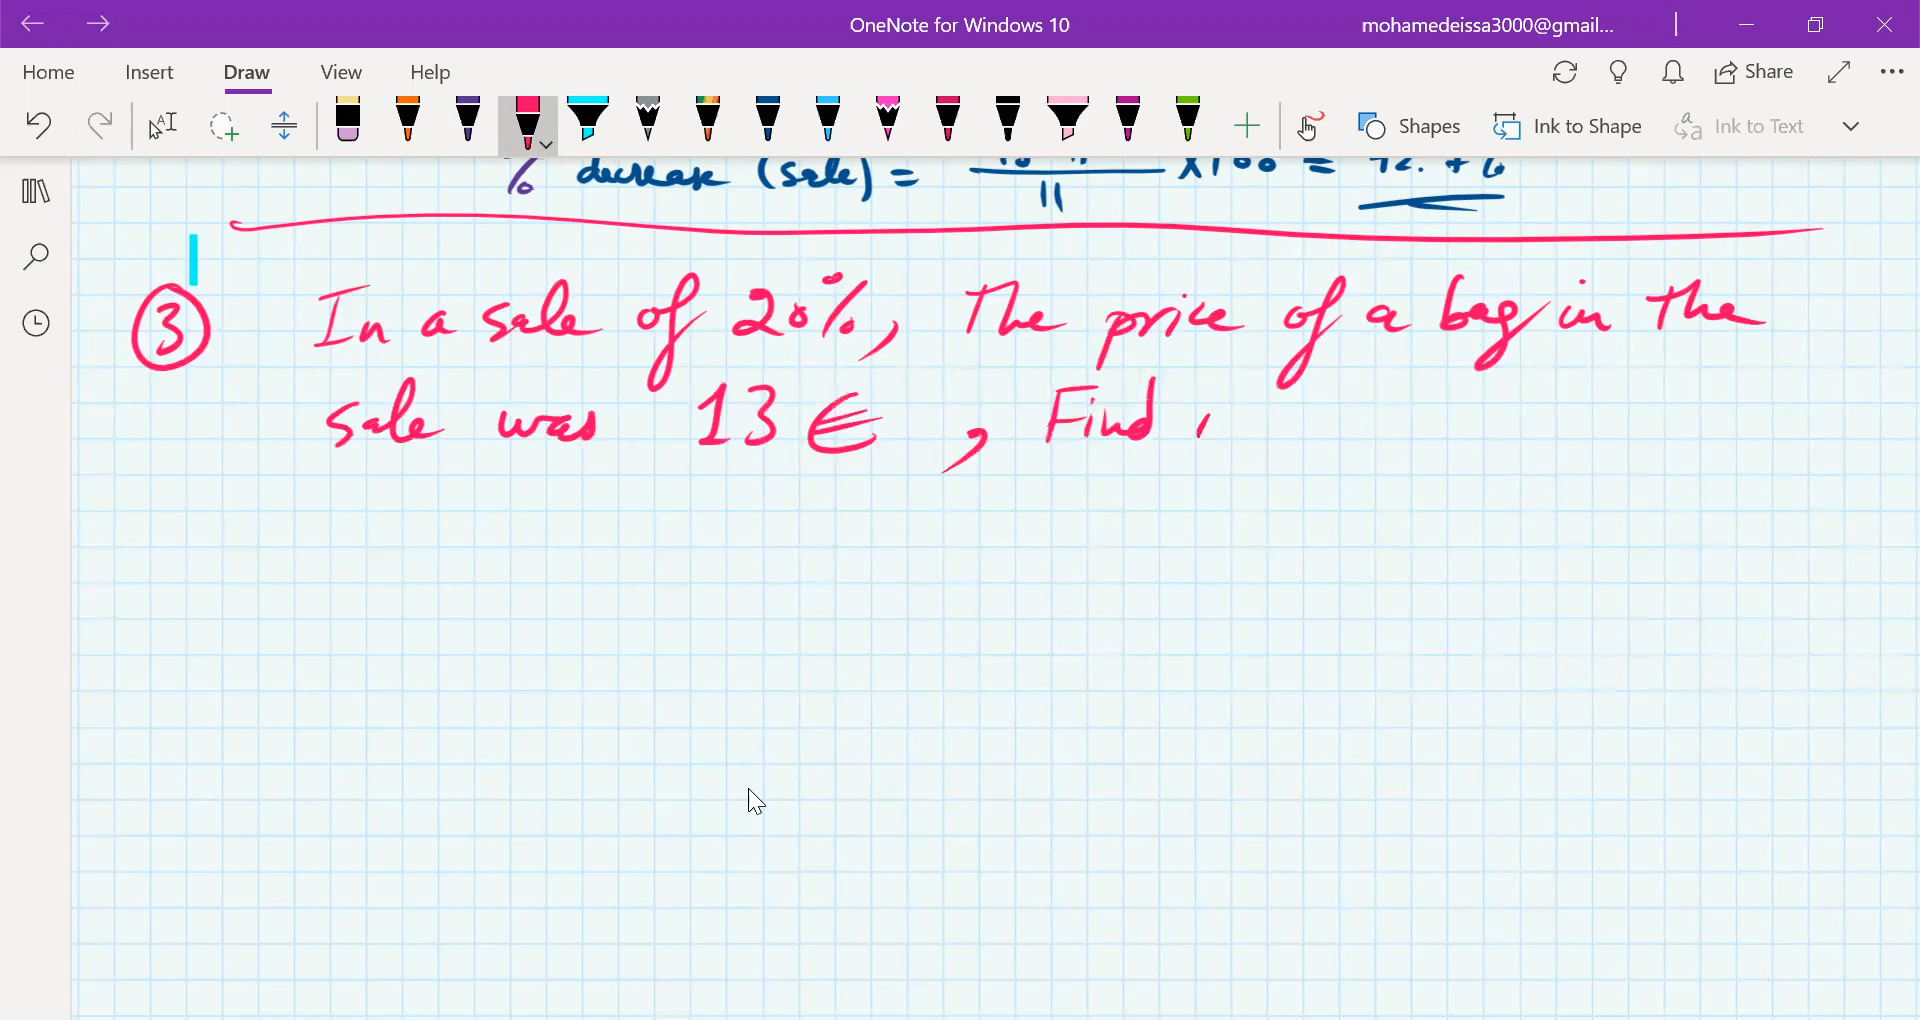 OneNote for Windows 10
mohamedeissa3000@gmail...
Home Insert Draw View Help
Share
Shapes Ink to Shape Ink to Text
% decrease (sale) = 11 x100 =
3 In a sale of 20%, The price of a bag in the
sale was 13 € , Find